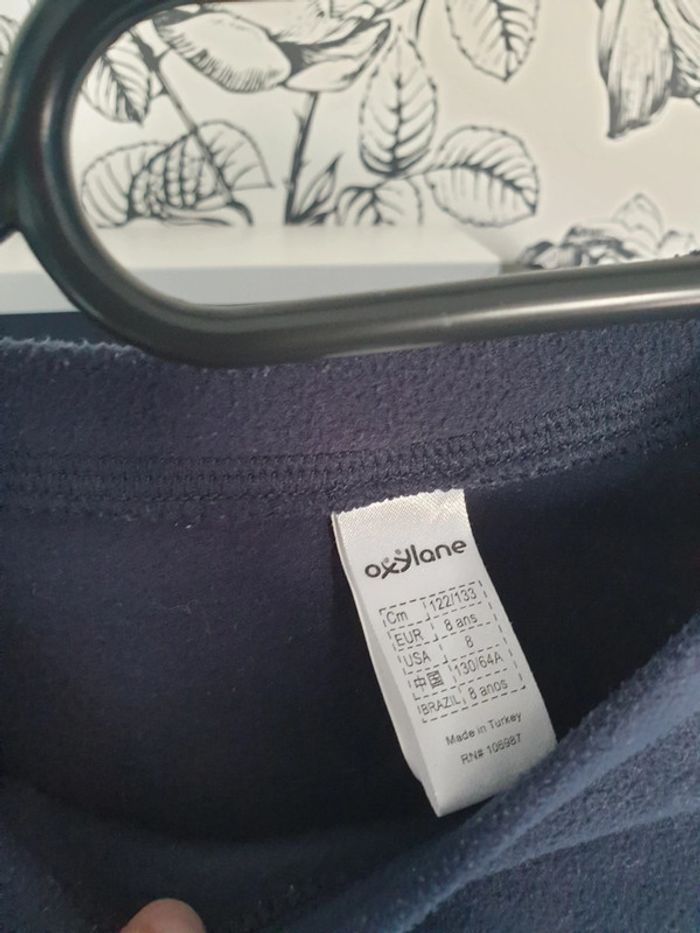 oxylane
Cm 122/133
EUR 8 ans
USA 8
中国 130/64A
BRAZIL 8 anos
Made in Turkey
RN# 106987